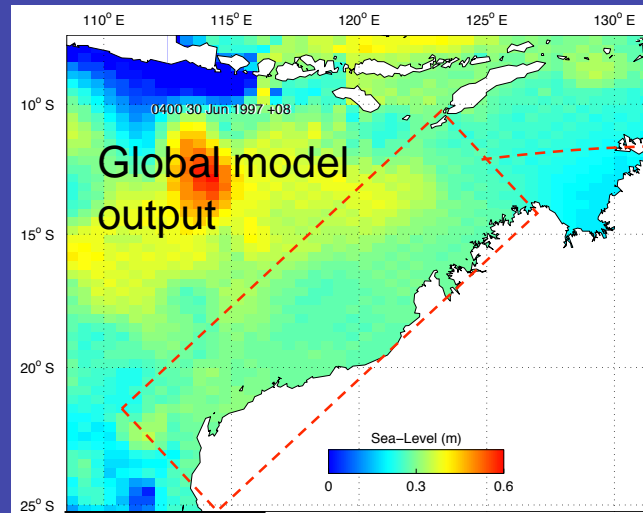 110° E 115° E 120° E 125° E 130° E
10° S
0400 30 Jun 1997 +08
Global model
output
15° S
20° S
Sea-Level (m)
0 0.3 0.6
25° S